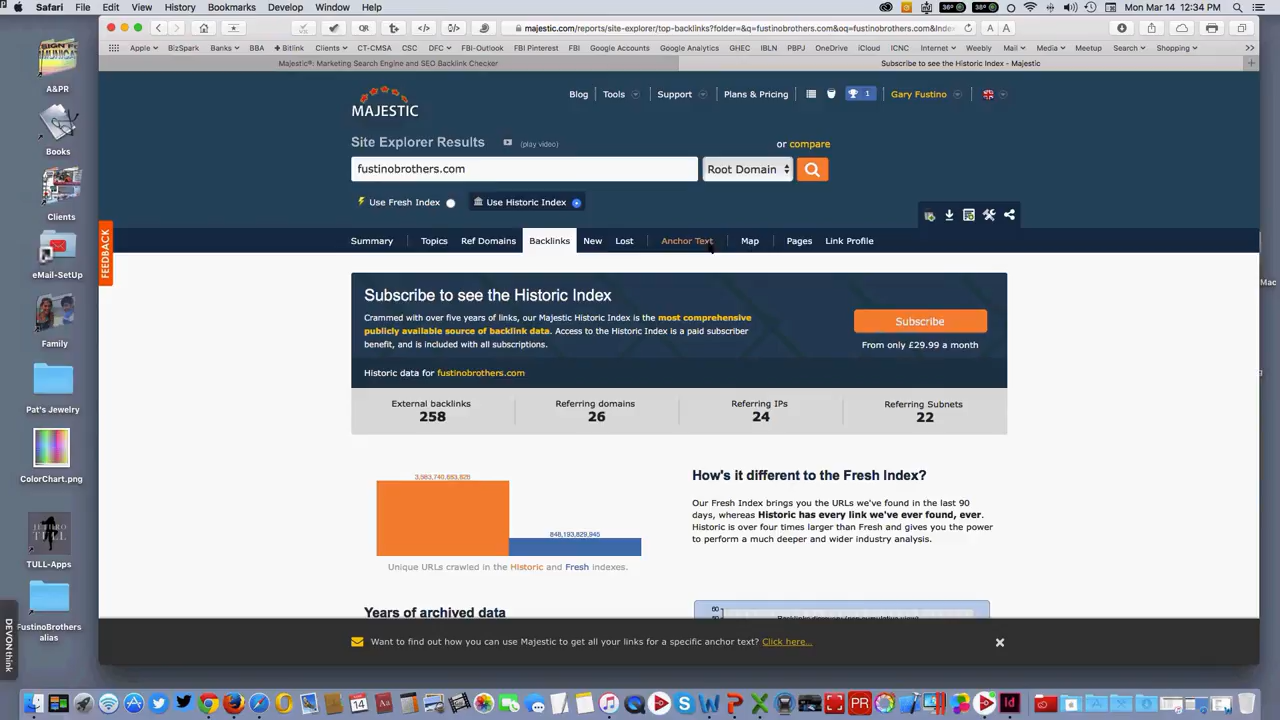 Safari File Edit View History Bookmarks Develop Window Help
36° 38° Mon Mar 14 12:34 PM
majestic.com/reports/site-explorer/top-backlinks?folder=&q=fustinobrothers.com&oq=fustinobrothers.com&Index
Apple BizSpark Banks BBA Bitlink Clients CT-CMSA CSC DFC FBI-Outlook FBI Pinterest FBI Google Accounts Google Analytics GHEC IBLN PBPJ OneDrive iCloud ICNC Internet Weebly Mail Media Meetup Search Shopping
Majestic®: Marketing Search Engine and SEO Backlink Checker
Subscribe to see the Historic Index - Majestic
A&PR
Books
Clients
eMail-SetUp
Family
Pat's Jewelry
ColorChart.png
JETHRO TULL
TULL-Apps
FustinoBrothers
alias
DEVONthink
Mac
FEEDBACK
MAJESTIC
Blog Tools Support Plans & Pricing 1 Gary Fustino
Site Explorer Results (play video)
or compare
fustinobrothers.com Root Domain
Use Fresh Index Use Historic Index
Summary Topics Ref Domains Backlinks New Lost Anchor Text Map Pages Link Profile
Subscribe to see the Historic Index
Crammed with over five years of links, our Majestic Historic Index is the most comprehensive
publicly available source of backlink data. Access to the Historic Index is a paid subscriber
benefit, and is included with all subscriptions.
Subscribe
From only £29.99 a month
Historic data for fustinobrothers.com
External backlinks Referring domains Referring IPs Referring Subnets
258 26 24 22
848,193,829,945
Unique URLs crawled in the Historic and Fresh indexes.
How's it different to the Fresh Index?
Our Fresh Index brings you the URLs we've found in the last 90
days, whereas Historic has every link we've ever found, ever.
Historic is over four times larger than Fresh and gives you the power
to perform a much deeper and wider industry analysis.
Years of archived data
60
Want to find out how you can use Majestic to get all your links for a specific anchor text? Click here...